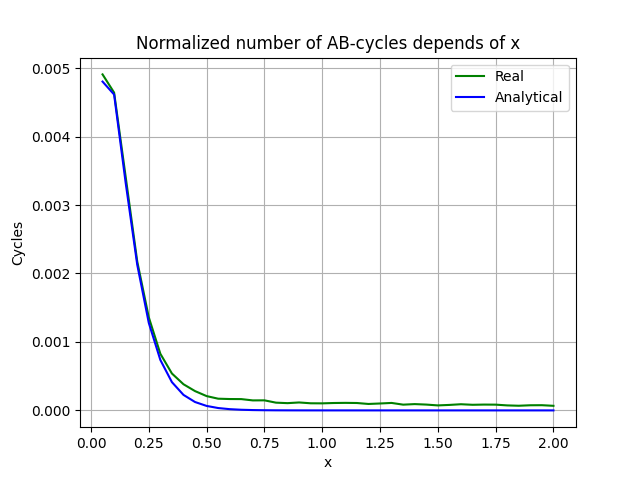 Normalized number of AB-cycles depends of x
Real
Analytical
0.005
0.004
0.003
0.002
0.001
0.000
Cycles
0.00 0.25 0.50 0.75 1.00 1.25 1.50 1.75 2.00
x